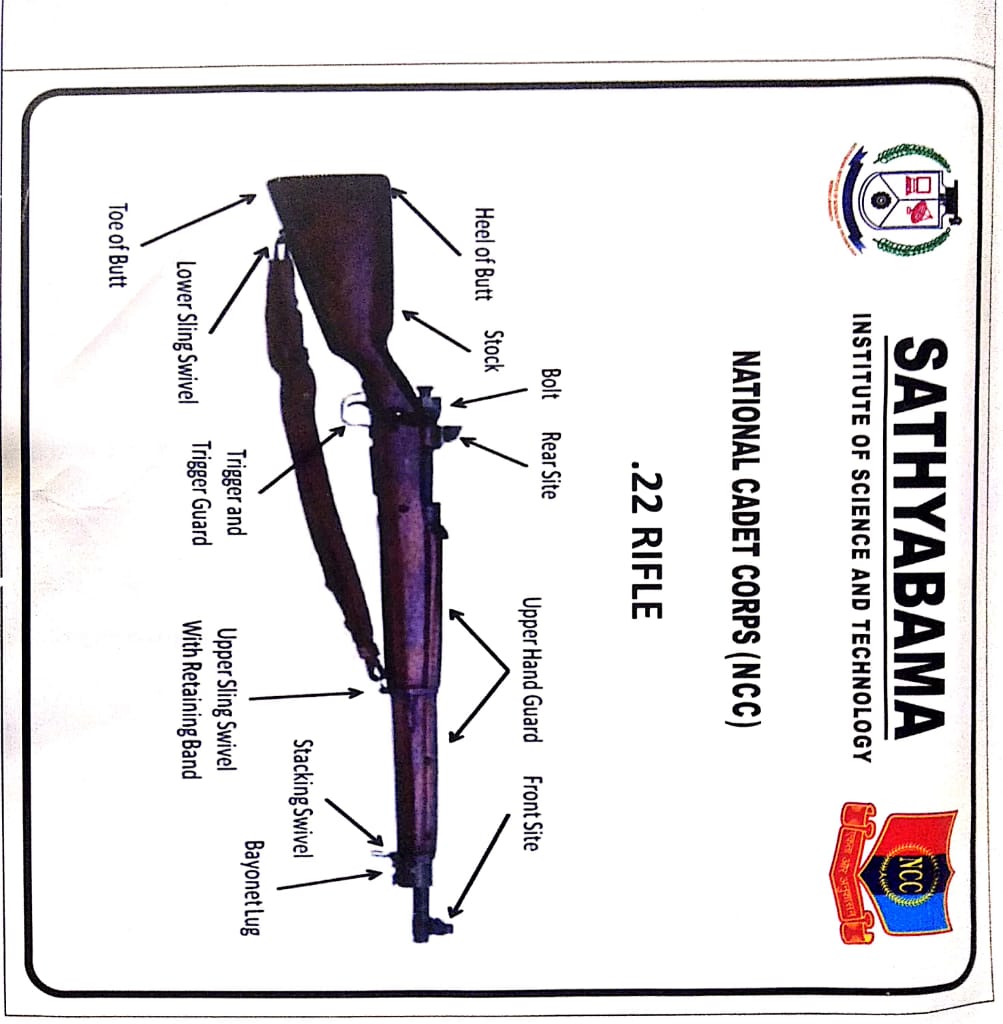 SATHYABAMA
INSTITUTE OF SCIENCE AND TECHNOLOGY
NCC
एकता और अनुशासन
NATIONAL CADET CORPS (NCC)
.22 RIFLE
Bolt
Rear Site
Upper Hand Guard
Front Site
Heel of Butt
Stock
Stacking Swivel
Bayonet Lug
Trigger and
Trigger Guard
Upper Sling Swivel
With Retaining Band
Lower Sling Swivel
Toe of Butt